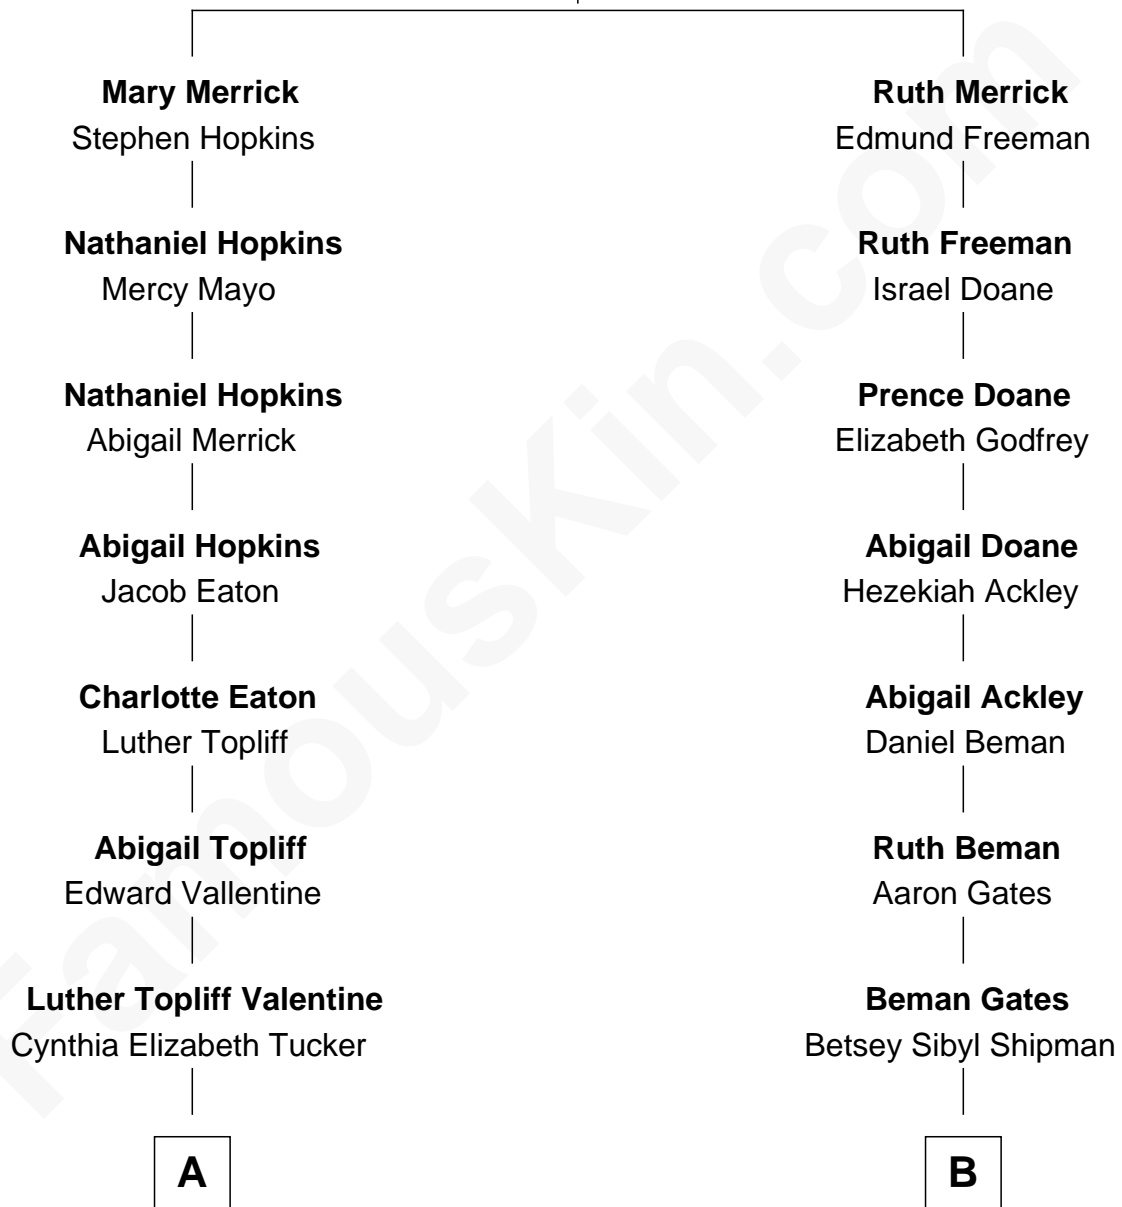 Mary Merrick
Stephen Hopkins
Nathaniel Hopkins
Mercy Mayo
Nathaniel Hopkins
Abigail Merrick
Abigail Hopkins
Jacob Eaton
Charlotte Eaton
Luther Topliff
Abigail Topliff
Edward Vallentine
Luther Topliff Valentine
Cynthia Elizabeth Tucker
A
Ruth Merrick
Edmund Freeman
Ruth Freeman
Israel Doane
Prence Doane
Elizabeth Godfrey
Abigail Doane
Hezekiah Ackley
Abigail Ackley
Daniel Beman
Ruth Beman
Aaron Gates
Beman Gates
Betsey Sibyl Shipman
B
FamousKin.com